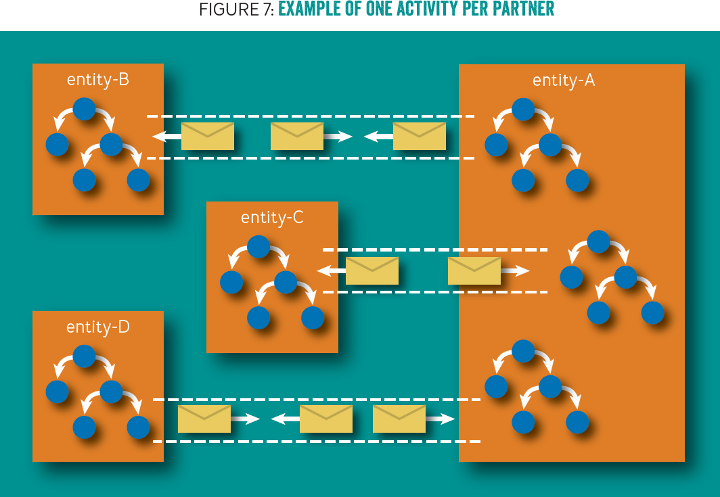 FIGURE 7: EXAMPLE OF ONE ACTIVITY PER PARTNER
entity-B
entity-A
entity-C
entity-D